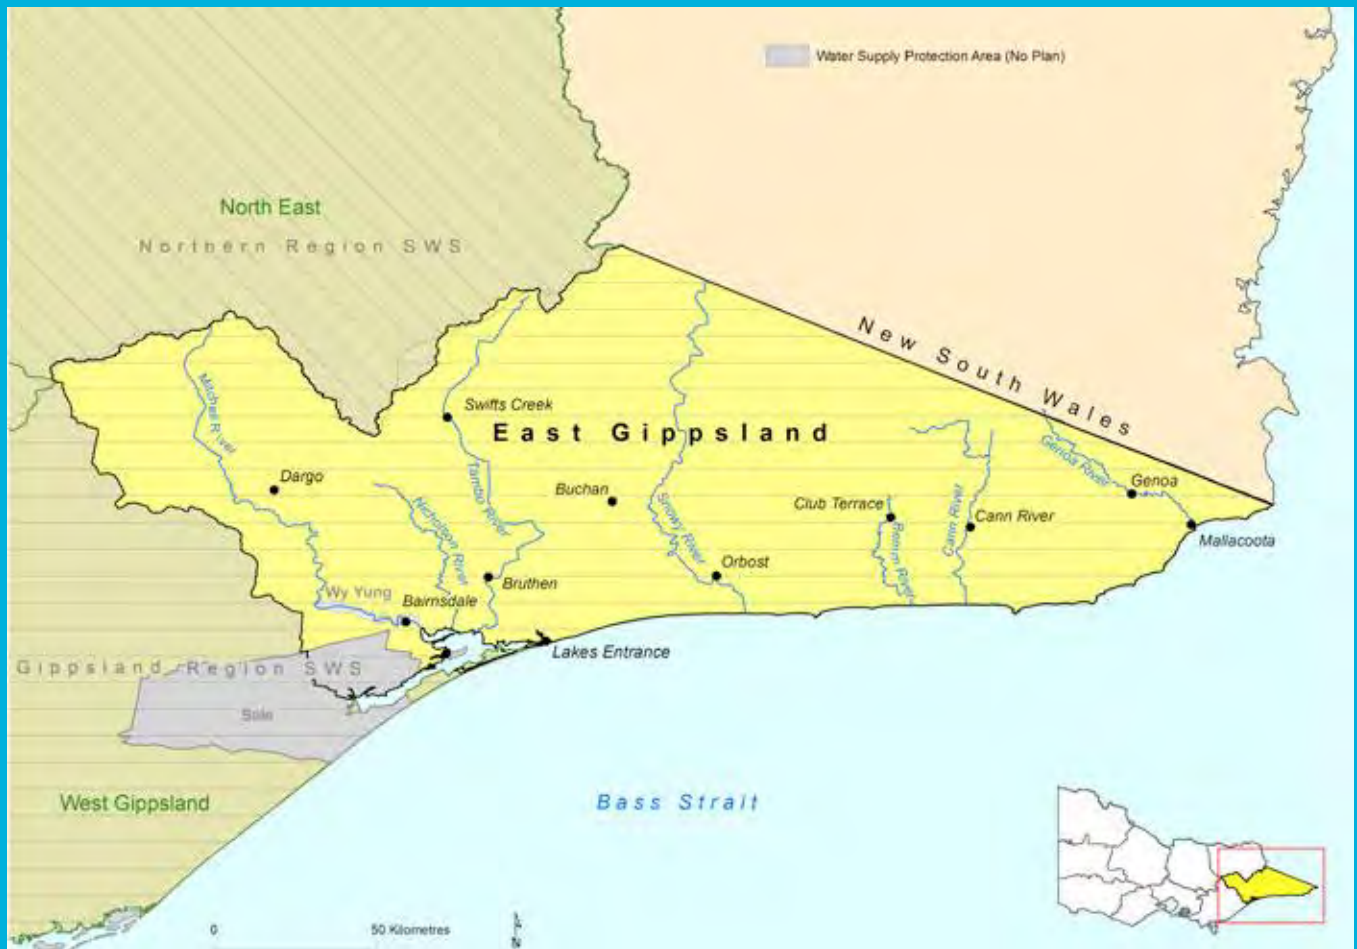 Water Supply Protection Area (No Plan)
North East
Northern Region SWS
New South Wales
Mitchell River
Swifts Creek
East Gippsland
Genoa River
Dargo
Tambo River
Buchan
Genoa
Nicholson River
Snowy River
Club Terrace
Cann River
Cann River
Mallacoota
Orbost
Bruthen
Wy Yung
Bairnsdale
Lakes Entrance
Gippsland Region SWS
Sale
West Gippsland
Bass Strait
0
50 Kilometres
N